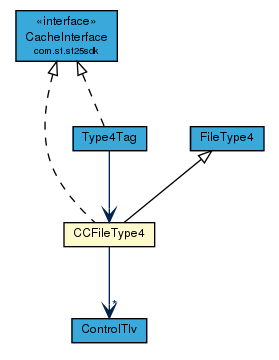 «interface»
CacheInterface
com.st.st25sdk
Type4Tag
FileType4
CCFileType4
*
ControlTlv